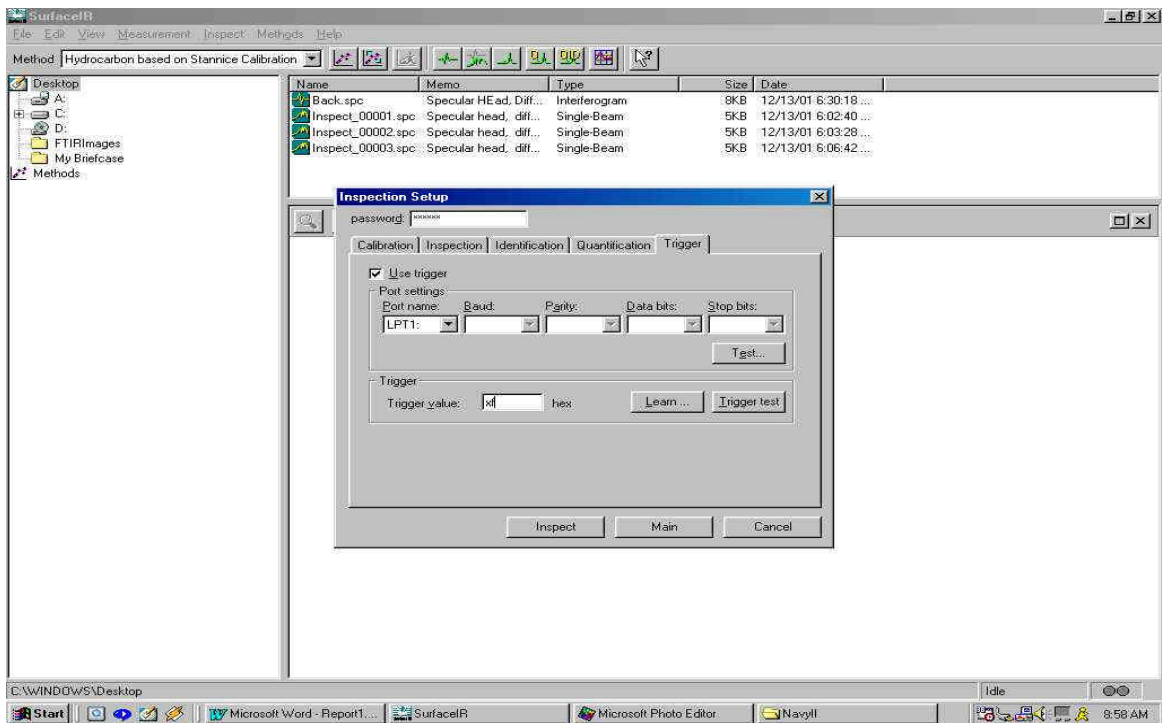 SurfaceIR
File Edit View Measurement Inspect Methods Help
Method Hydrocarbon based on Stannice Calibration
Desktop
A:
C:
D:
FTIRImages
My Briefcase
Methods
Name Memo Type Size Date
Back.spc Specular HEad, Diff... Interferogram 8KB 12/13/01 6:30:18 ...
Inspect_00001.spc Specular head, diff... Single-Beam 5KB 12/13/01 6:02:40 ...
Inspect_00002.spc Specular head, diff... Single-Beam 5KB 12/13/01 6:03:28 ...
Inspect_00003.spc Specular head, diff... Single-Beam 5KB 12/13/01 6:06:42 ...
Inspection Setup
password: ******
Calibration Inspection Identification Quantification Trigger
Use trigger
Port settings
Port name: Baud: Parity: Data bits: Stop bits:
LPT1:
Test...
Trigger
Trigger value: xf hex Learn ... Trigger test
Inspect Main Cancel
C:\WINDOWS\Desktop Idle
Start Microsoft Word - Report1.... SurfaceIR Microsoft Photo Editor NavyII 8:58 AM